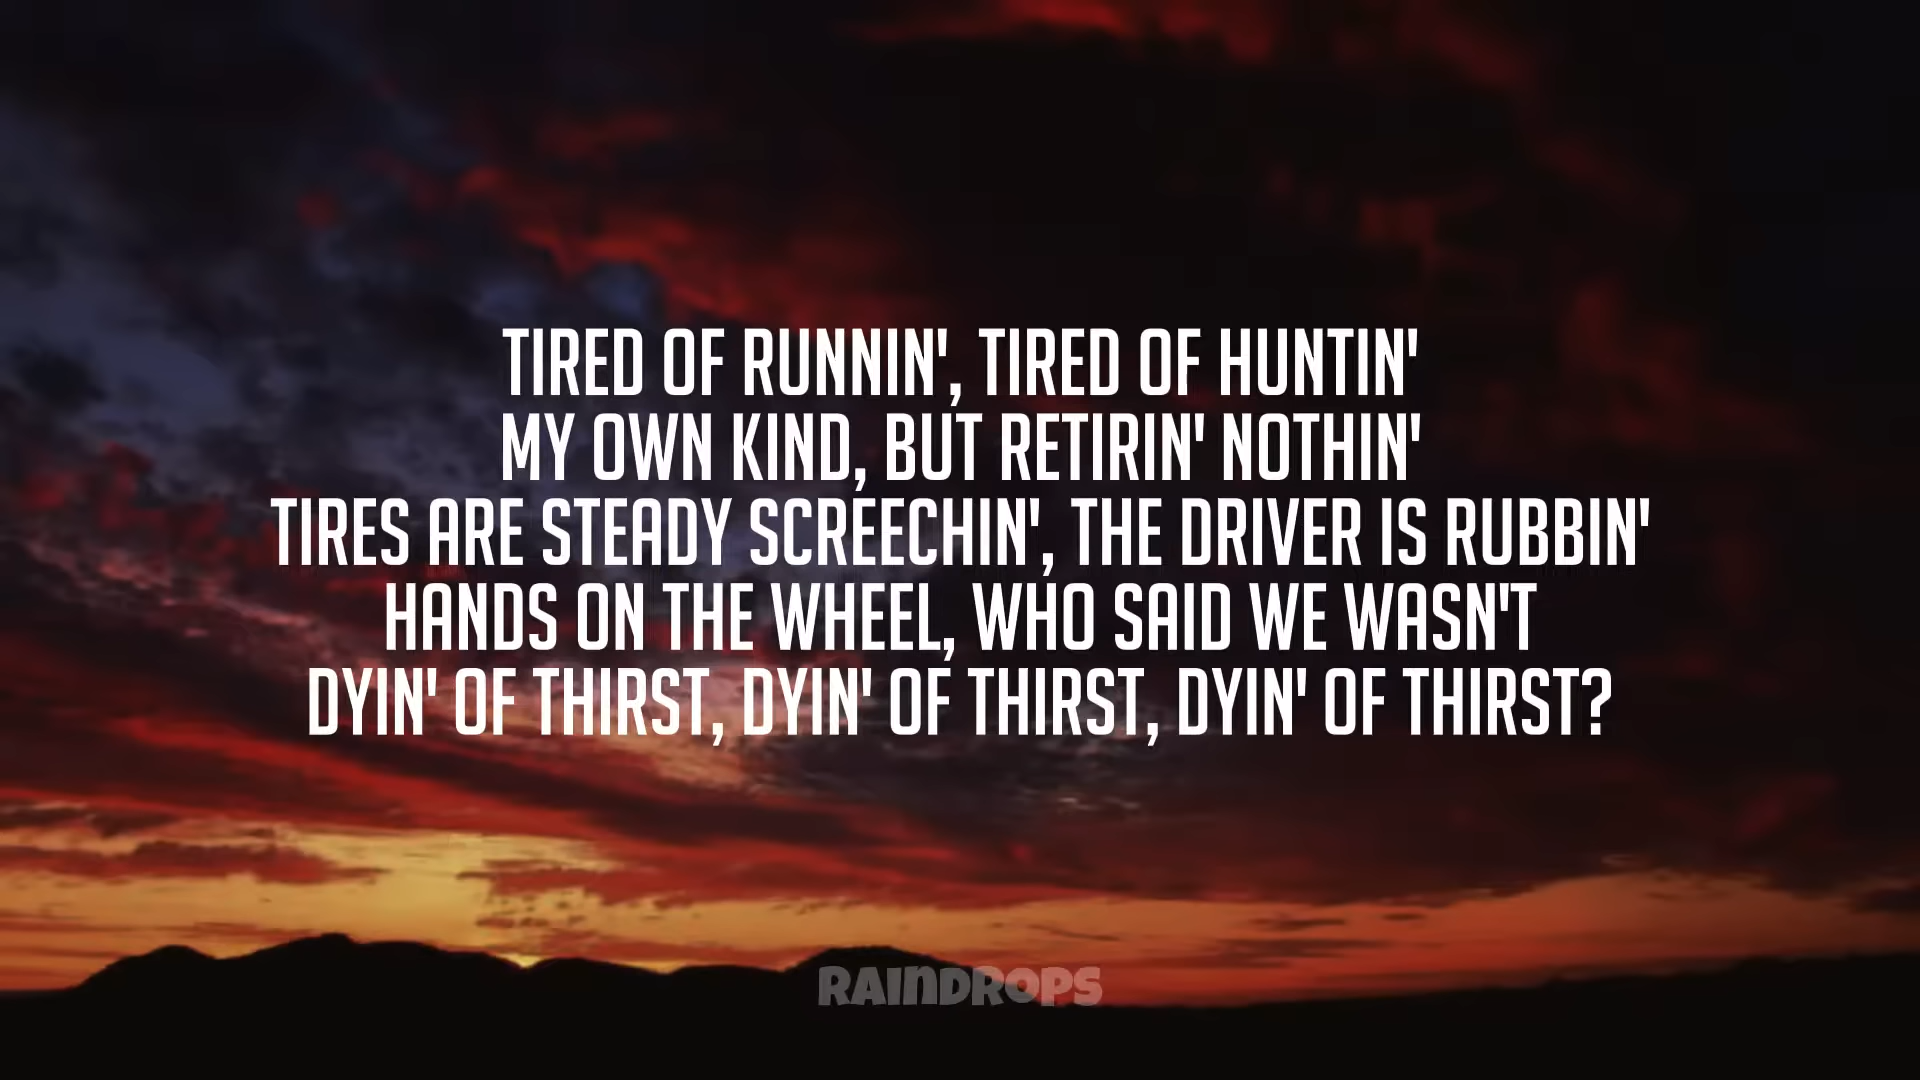 TIRED OF RUNNIN', TIRED OF HUNTIN'
MY OWN KIND, BUT RETIRIN' NOTHIN'
TIRES ARE STEADY SCREECHIN', THE DRIVER IS RUBBIN'
HANDS ON THE WHEEL, WHO SAID WE WASN'T
DYIN' OF THIRST, DYIN' OF THIRST, DYIN' OF THIRST?
RAINDROPS